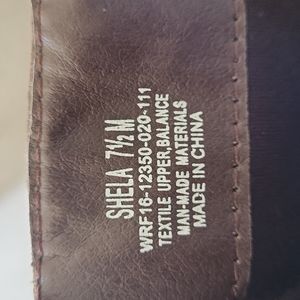 SHELA 7½ M
WRF16-12350-020-111
TEXTILE UPPER,BALANCE
MAN-MADE MATERIALS
MADE IN CHINA